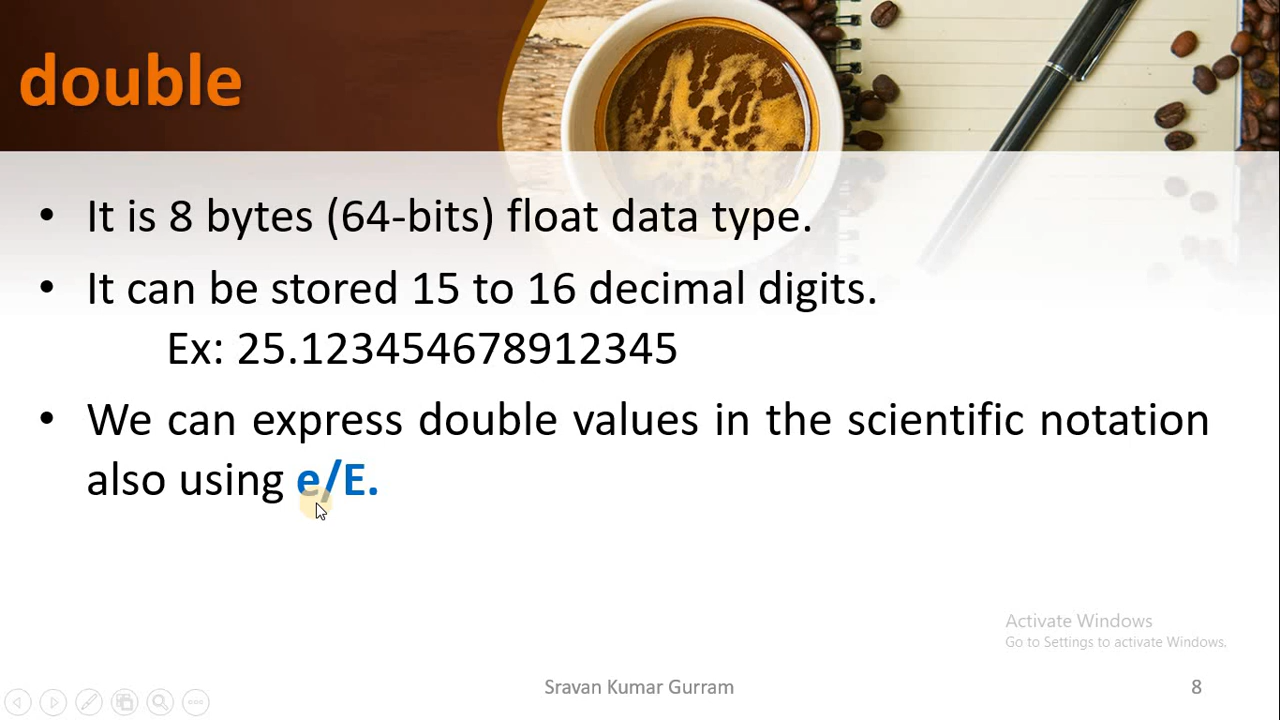 double
• It is 8 bytes (64-bits) float data type.
• It can be stored 15 to 16 decimal digits.
Ex: 25.123454678912345
• We can express double values in the scientific notation
also using e/E.
Activate Windows
Go to Settings to activate Windows.
Sravan Kumar Gurram
8